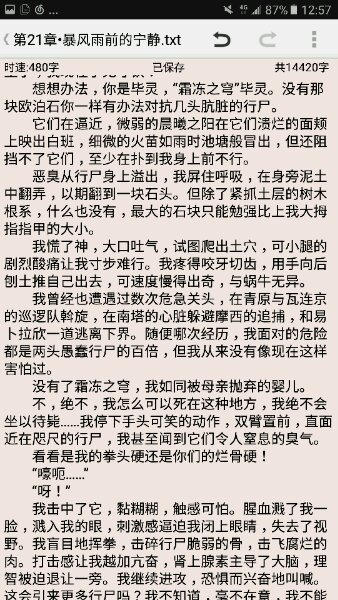 4G 87% 12:57
第21章•暴风雨前的宁静.txt
时速:480字 已保存 共14420字
想想办法，你是毕灵，“霜冻之穹”毕灵。没有那
块欧泊石你一样有办法对抗几头肮脏的行尸。
它们在逼近，微弱的晨曦之阳在它们溃烂的面颊
上映出白斑，细微的火苗如雨时池塘般冒出，但还阻
挡不了它们，至少在扑到我身上前不行。
恶臭从行尸身上溢出，我屏住呼吸，在身旁泥土
中翻弄，以期翻到一块石头。但除了紧抓土层的树木
根系，什么也没有，最大的石块只能勉强比上我大拇
指指甲的大小。
我慌了神，大口吐气，试图爬出土穴，可小腿的
剧烈酸痛让我寸步难行。我疼得咬牙切齿，用手向后
刨土推自己出去，可速度慢得出奇，与蜗牛无异。
我曾经也遭遇过数次危急关头，在青原与瓦连京
的巡逻队斡旋，在南塔的心脏躲避摩西的追捕，和易
卜拉欣一道逃离下界。随便哪次经历，我面对的危险
都是两头愚蠢行尸的百倍，但我从来没有像现在这样
害怕过。
没有了霜冻之穹，我如同被母亲抛弃的婴儿。
不，绝不，我怎么可以死在这种地方，我绝不会
坐以待毙……我停下手头可笑的动作，双臂置前，直面
近在咫尺的行尸，我甚至闻到它们令人窒息的臭气。
看看是我的拳头硬还是你们的烂骨硬！
“嚎呃……”
“呀！”
我击中了它，黏糊糊，触感可怕。腥血溅了我一
脸，溅入我的眼，刺激感逼迫我闭上眼睛，失去了视
野。我盲目地挥拳，击碎行尸脆弱的骨，击飞腐烂的
肉。打击感让我越加亢奋，肾上腺素主导了大脑，理
智被迫退让一旁。我继续进攻，恐惧而兴奋地叫喊。
这会引来更多行尸吗？我不知道，毫不在意，我不能